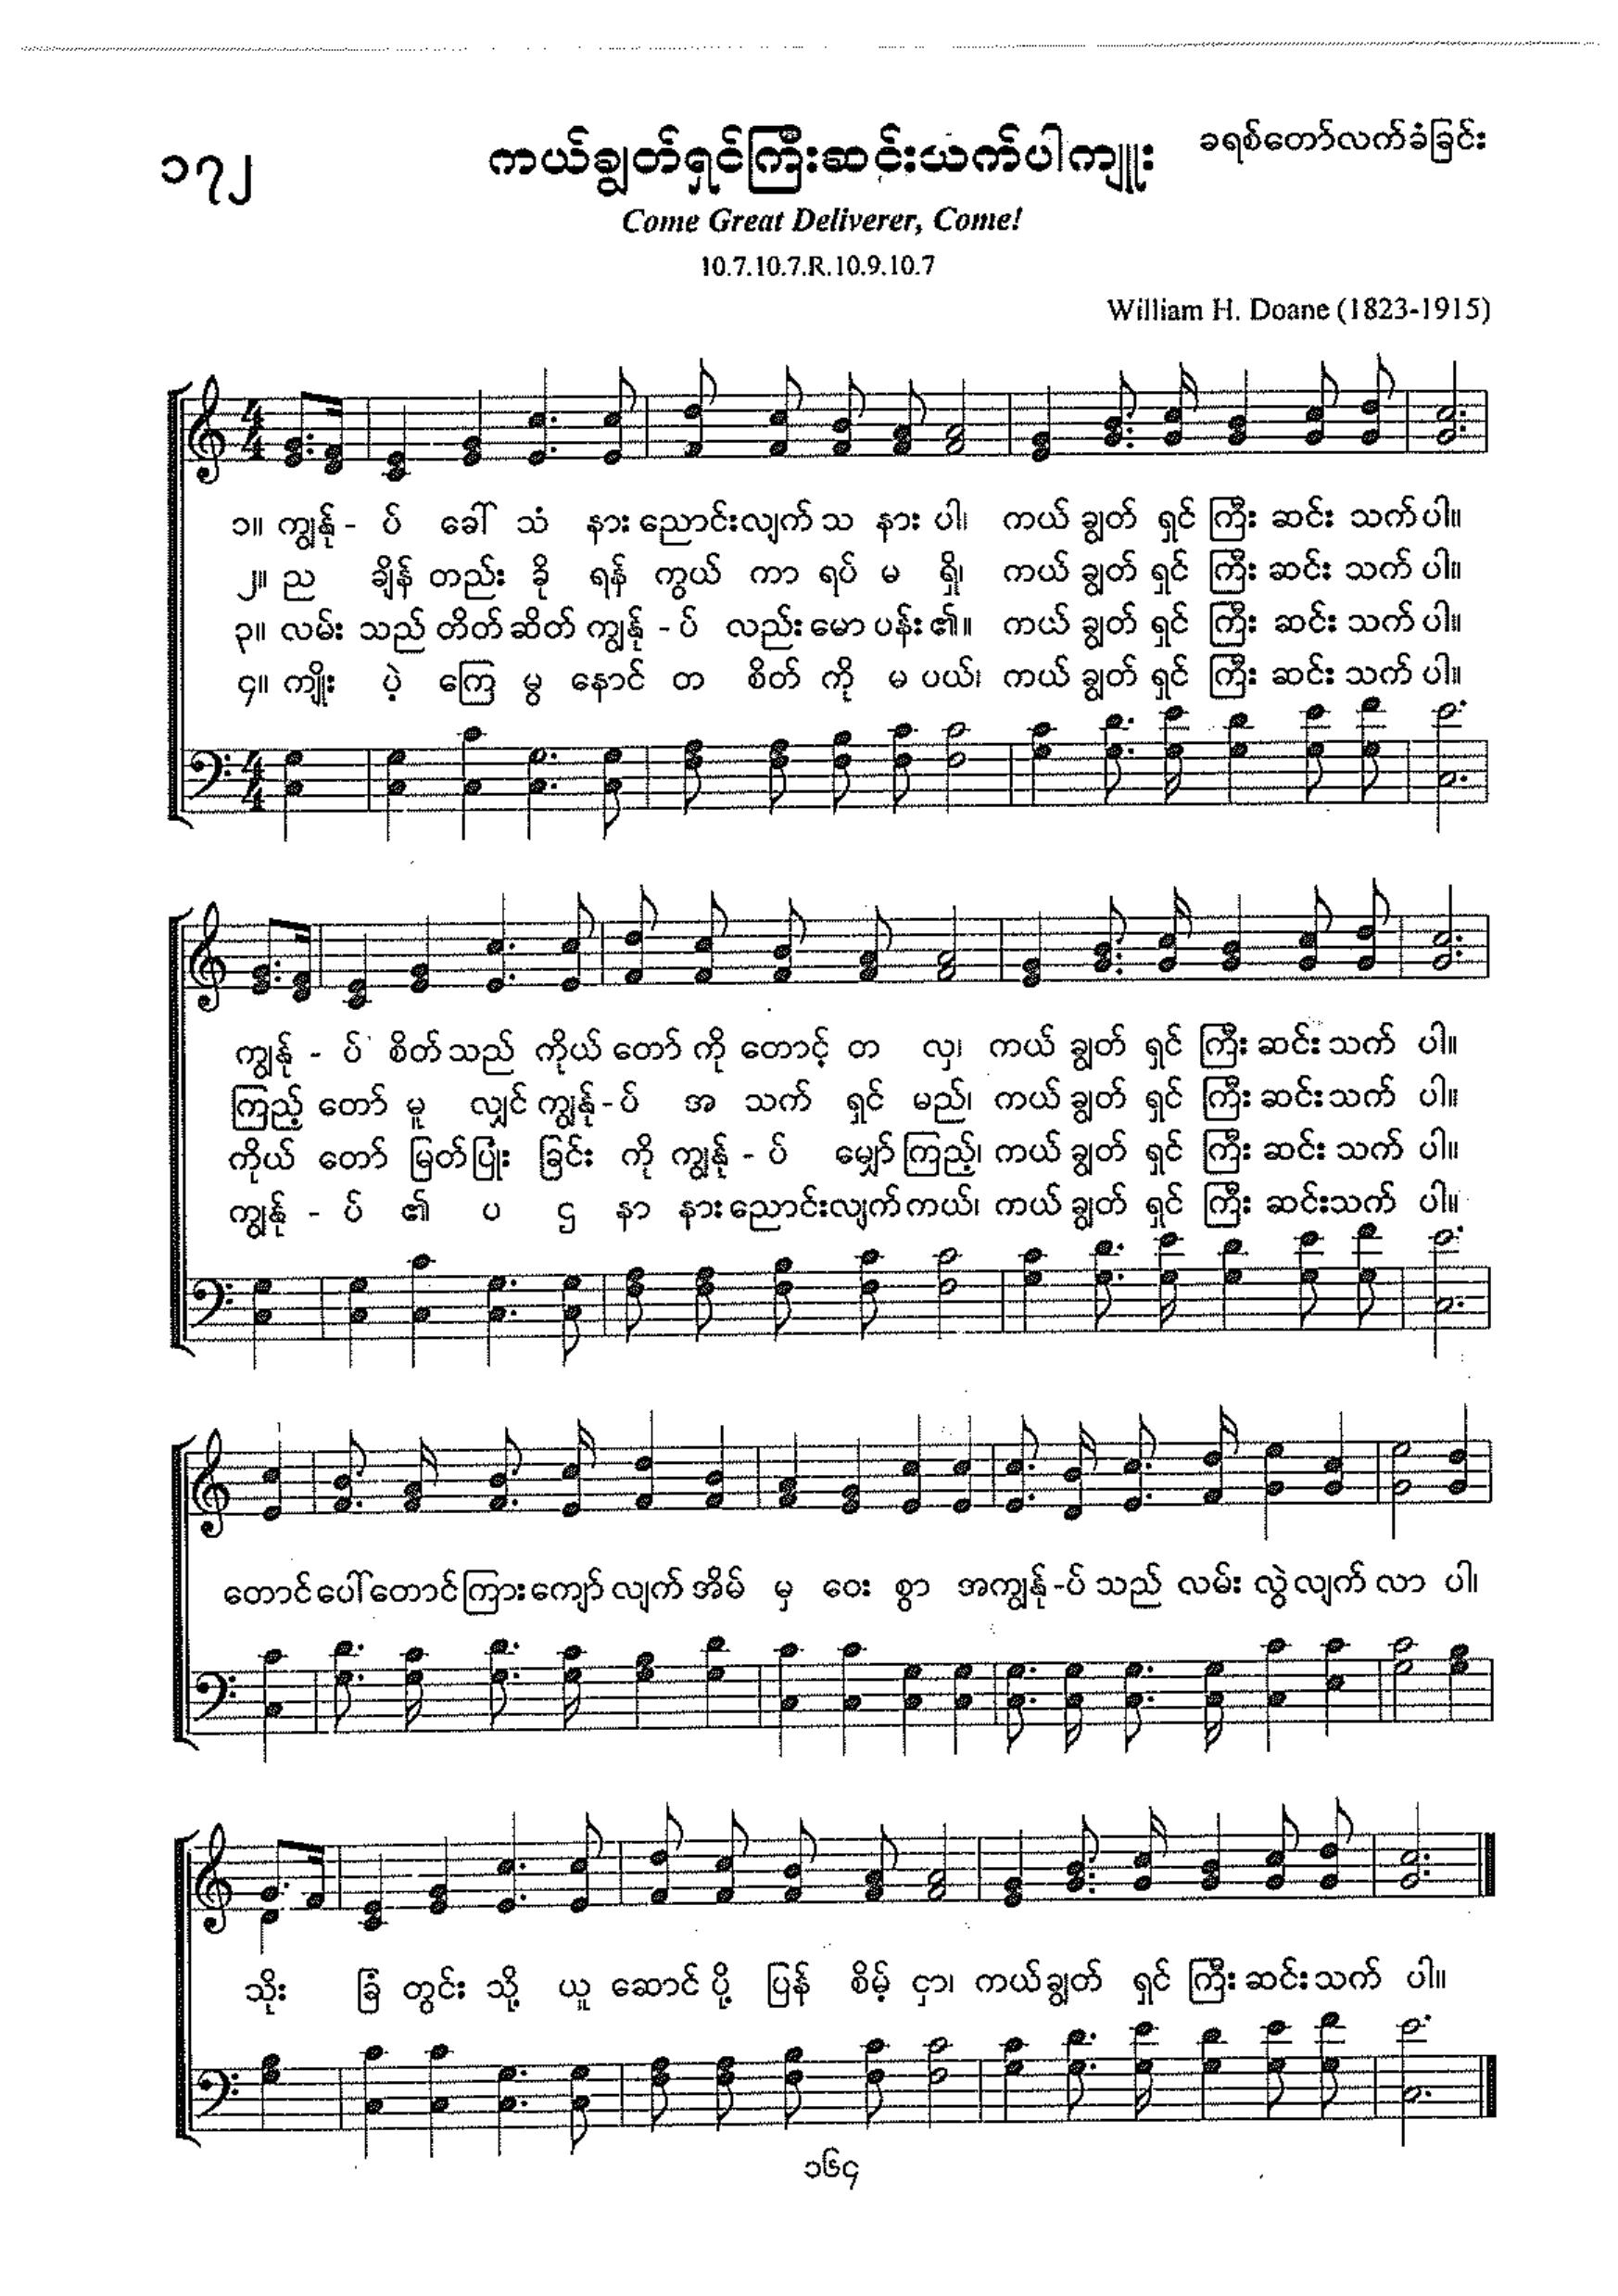 ၁၇၂
ကယ်ချွတ်ရှင်ကြီးဆင်းသက်ပါကျူး
ခရစ်တော်လက်ခံခြင်း
Come Great Deliverer, Come!
10.7.10.7.R.10.9.10.7
William H. Doane (1823-1915)
၁။ ကျွန်ု - ပ် ခေါ် သံ နား ညောင်းလျက် သ နား ပါ၊ ကယ် ချွတ် ရှင် ကြီး ဆင်း သက် ပါ။
၂။ ည ချိန် တည်း ခို ရန် ကွယ် ကာ ရပ် မ ရှိ၊ ကယ် ချွတ် ရှင် ကြီး ဆင်း သက် ပါ။
၃။ လမ်း သည် တိတ် ဆိတ် ကျွန်ု - ပ် လည်း မော ပန်း ၏။ ကယ် ချွတ် ရှင် ကြီး ဆင်း သက် ပါ။
၄။ ကျိုး ပဲ့ ကြေ မွ နောင် တ စိတ် ကို မ ပယ်၊ ကယ် ချွတ် ရှင် ကြီး ဆင်း သက် ပါ။
ကျွန်ု - ပ် စိတ် သည် ကိုယ် တော် ကို တောင့် တ လှ၊ ကယ် ချွတ် ရှင် ကြီး ဆင်း သက် ပါ။
ကြည့် တော် မူ လျှင် ကျွန်ု - ပ် အ သက် ရှင် မည်၊ ကယ် ချွတ် ရှင် ကြီး ဆင်း သက် ပါ။
ကိုယ် တော် မြတ် ပြုံး ခြင်း ကို ကျွန်ု - ပ် မျှော် ကြည့်၊ ကယ် ချွတ် ရှင် ကြီး ဆင်း သက် ပါ။
ကျွန်ု - ပ် ၏ ပ ဌ နာ နား ညောင်းလျက် ကယ်၊ ကယ် ချွတ် ရှင် ကြီး ဆင်းသက် ပါ။
တောင် ပေါ် တောင် ကြား ကျော် လျက် အိမ် မှ ဝေး စွာ အကျွန်ု-ပ် သည် လမ်း လွဲ လျက် လာ ပါ၊
သိုး ခြံ တွင်း သို့ ယူ ဆောင် ပို့ ပြန် စိမ့် ငှာ၊ ကယ်ချွတ် ရှင် ကြီး ဆင်း သက် ပါ။
၁၆၄